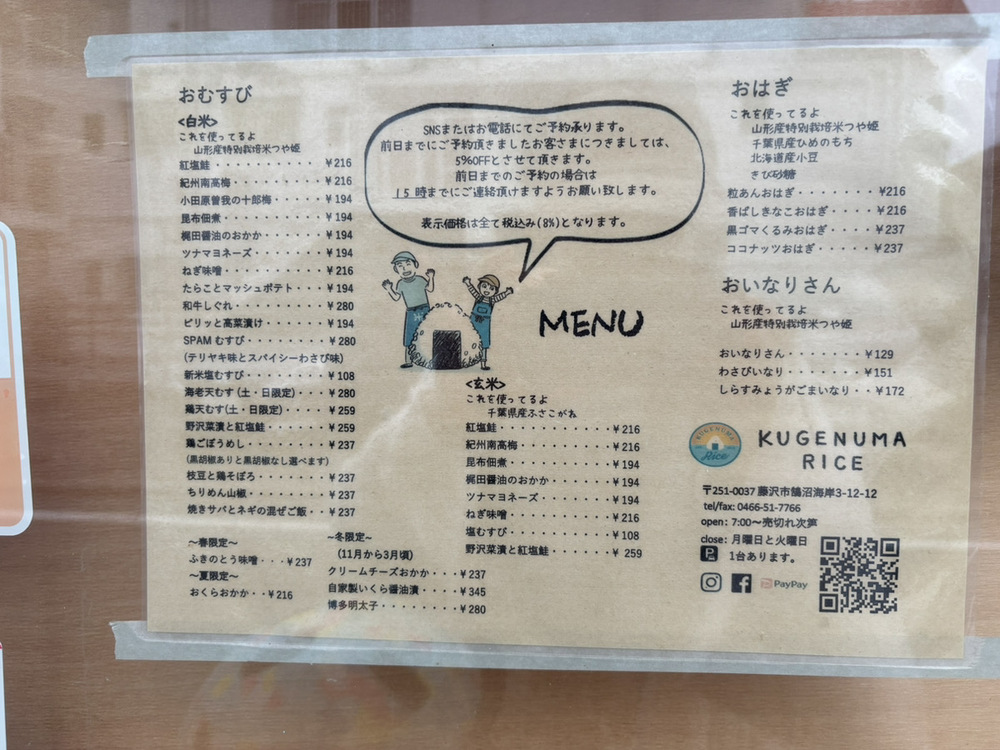 おむすび
<白米>
これを使ってるよ
山形産特別栽培米つや姫
紅塩鮭・・・・・・・・・・¥216
紀州南高梅・・・・・・・・¥216
小田原曽我の十郎梅・・・・¥194
昆布佃煮・・・・・・・・・¥194
梶田醤油のおかか・・・・・¥194
ツナマヨネーズ・・・・・・¥194
ねぎ味噌・・・・・・・・・¥216
たらことマッシュポテト・・・¥194
和牛しぐれ・・・・・・・・¥280
ピリッと高菜漬け・・・・・・¥194
SPAMむすび・・・・・・・・¥280
(テリヤキ味とスパイシーわさび味)
新米塩むすび・・・・・・・¥108
海老天むす(土・日限定)・・・・¥280
鶏天むす(土・日限定)・・・・¥259
野沢菜漬と紅塩鮭・・・・・¥259
鶏ごぼうめし・・・・・・・¥237
(黒胡椒ありと黒胡椒なし選べます)
枝豆と鶏そぼろ・・・・・・¥237
ちりめん山椒・・・・・・・¥237
焼きサバとネギの混ぜご飯・・¥237
〜春限定〜
ふきのとう味噌・・・¥237
〜夏限定〜
おくらおかか・・¥216
〜冬限定〜
(11月から3月頃)
クリームチーズおかか・・・¥237
自家製いくら醤油漬・・・・¥345
博多明太子・・・・・・・・¥280
SNSまたはお電話にてご予約承ります。
前日までにご予約頂きましたお客さまにつきましては、
5%OFFとさせて頂きます。
前日までのご予約の場合は
15時までにご連絡頂けますようお願い致します。
表示価格は全て税込み(8%)となります。
MENU
<玄米>
これを使ってるよ
千葉県産ふさこがね
紅塩鮭・・・・・・・・・・¥216
紀州南高梅・・・・・・・・¥216
昆布佃煮・・・・・・・・・¥194
梶田醤油のおかか・・・・・¥194
ツナマヨネーズ・・・・・・¥194
ねぎ味噌・・・・・・・・・¥216
塩むすび・・・・・・・・・¥108
野沢菜漬と紅塩鮭・・・・・¥259
おはぎ
これを使ってるよ
山形産特別栽培米つや姫
千葉県産ひめのもち
北海道産小豆
きび砂糖
粒あんおはぎ・・・・・・・¥216
香ばしきなこおはぎ・・・・¥216
黒ゴマくるみおはぎ・・・・¥237
ココナッツおはぎ・・・・・¥237
おいなりさん
これを使ってるよ
山形産特別栽培米つや姫
おいなりさん・・・・・・・¥129
わさびいなり・・・・・・・¥151
しらすみょうがごまいなり・・¥172
KUGENUMA
Rice
KUGENUMA
RICE
〒251-0037 藤沢市鵠沼海岸3-12-12
tel/fax: 0466-51-7766
open: 7:00〜売切れ次第
close: 月曜日と火曜日
P 1台あります。
PayPay